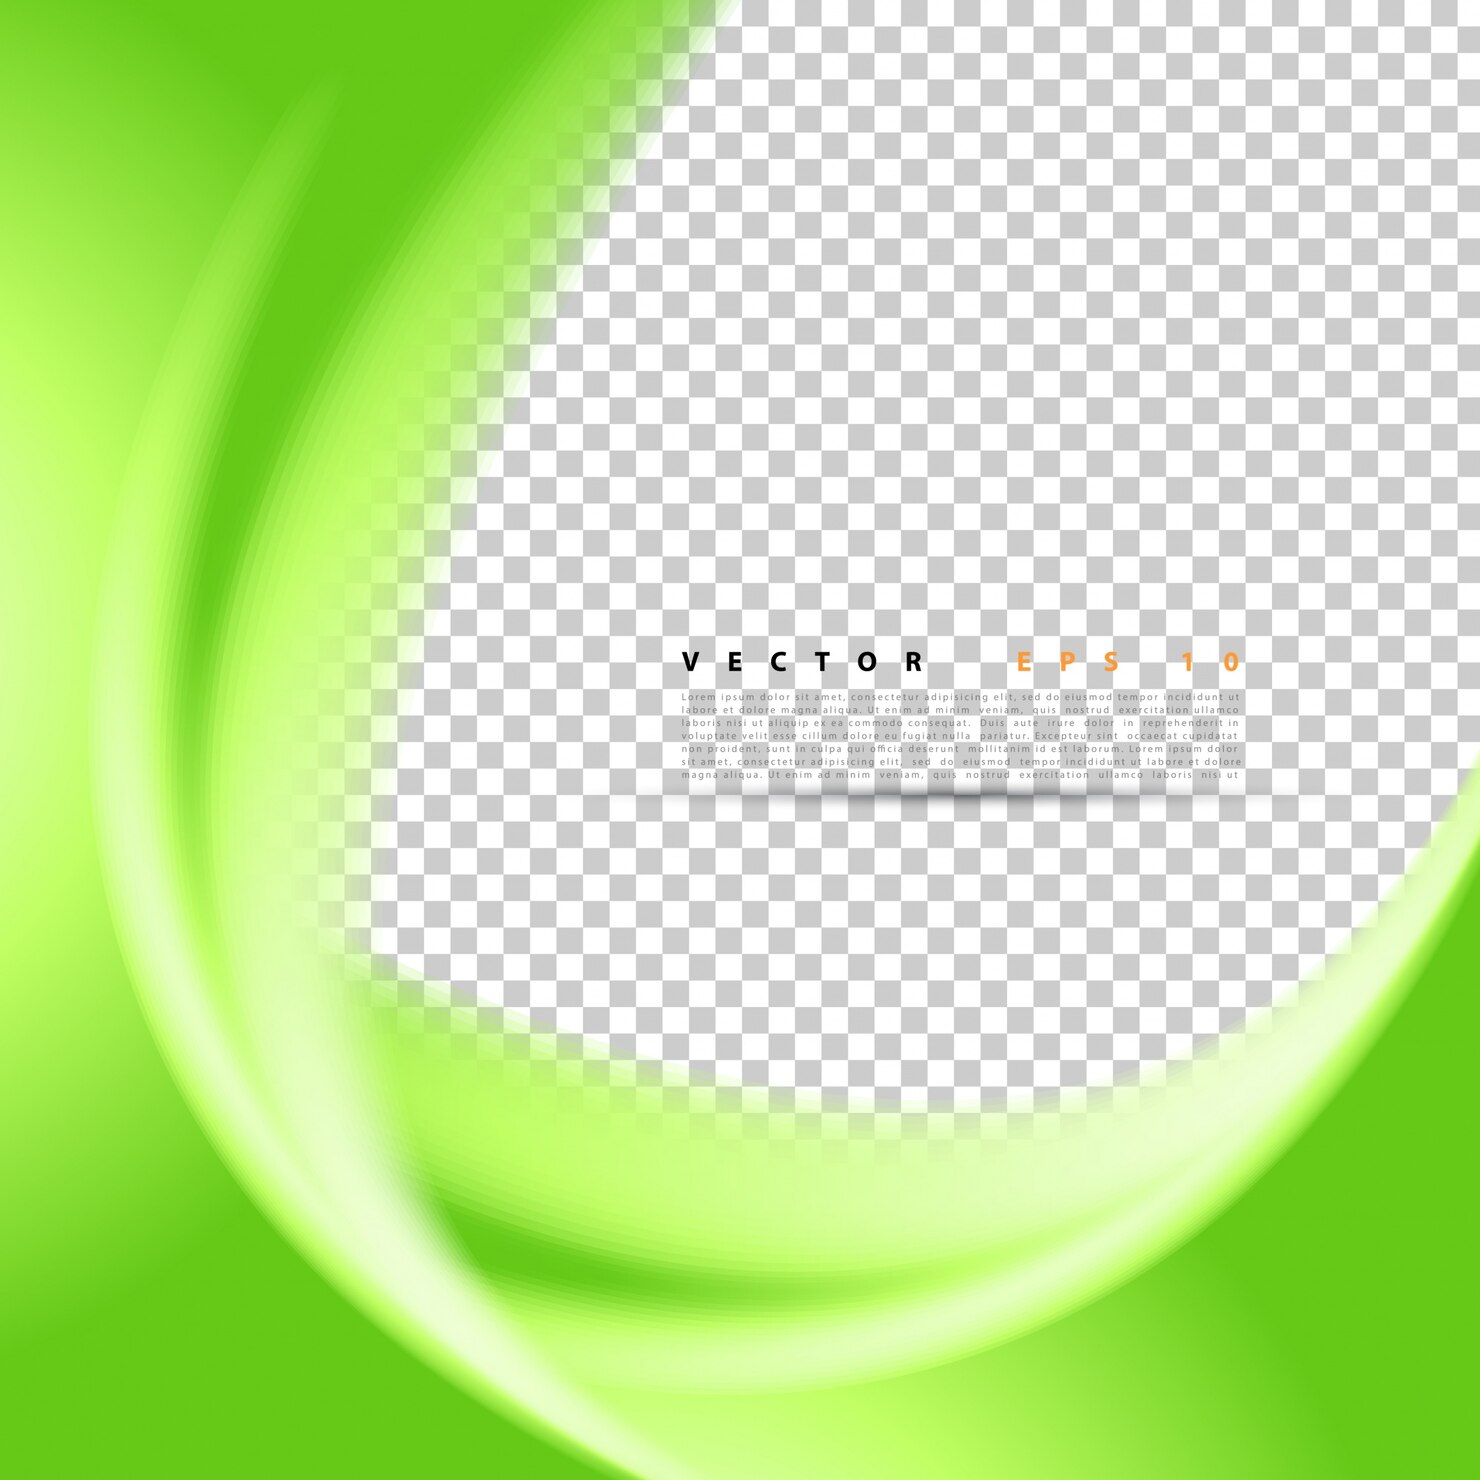 VECTOR EPS 10
Lorem ipsum dolor sit amet, consectetur adipisicing elit, sed do eiusmod tempor incididunt ut
labore et dolore magna aliqua. Ut enim ad minim veniam, quis nostrud exercitation ullamco
laboris nisi ut aliquip ex ea commodo consequat. Duis aute irure dolor in reprehenderit in
voluptate velit esse cillum dolore eu fugiat nulla pariatur. Excepteur sint occaecat cupidatat
non proident, sunt in culpa qui officia deserunt mollitanim id est laborum. Lorem ipsum dolor
sit amet, consectetur adipisicing elit, sed do eiusmod tempor incididunt ut labore et dolore
magna aliqua. Ut enim ad minim veniam, quis nostrud exercitation ullamco laboris nisi ut